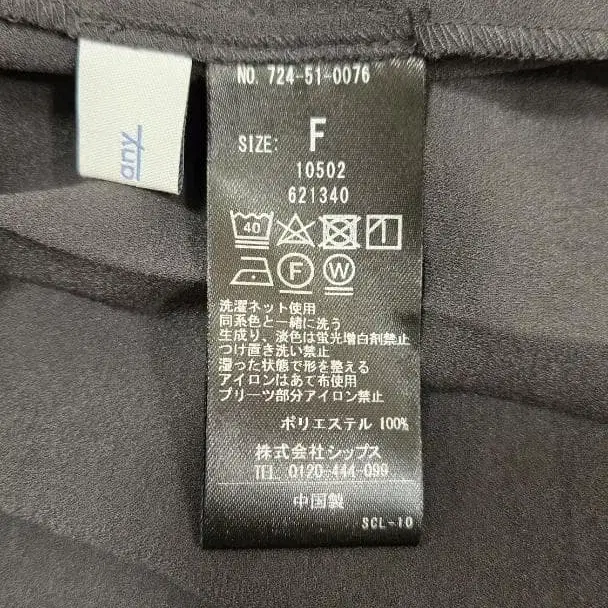 any
NO. 724-51-0076
SIZE: F
10502
621340
40
F W
洗濯ネット使用
同系色と一緒に洗う
生成り、淡色は蛍光増白剤禁止
つけ置き洗い禁止
湿った状態で形を整える
アイロンはあて布使用
プリーツ部分アイロン禁止
ポリエステル 100%
株式会社シップス
TEL. 0120-444-099
中国製
SCL-10